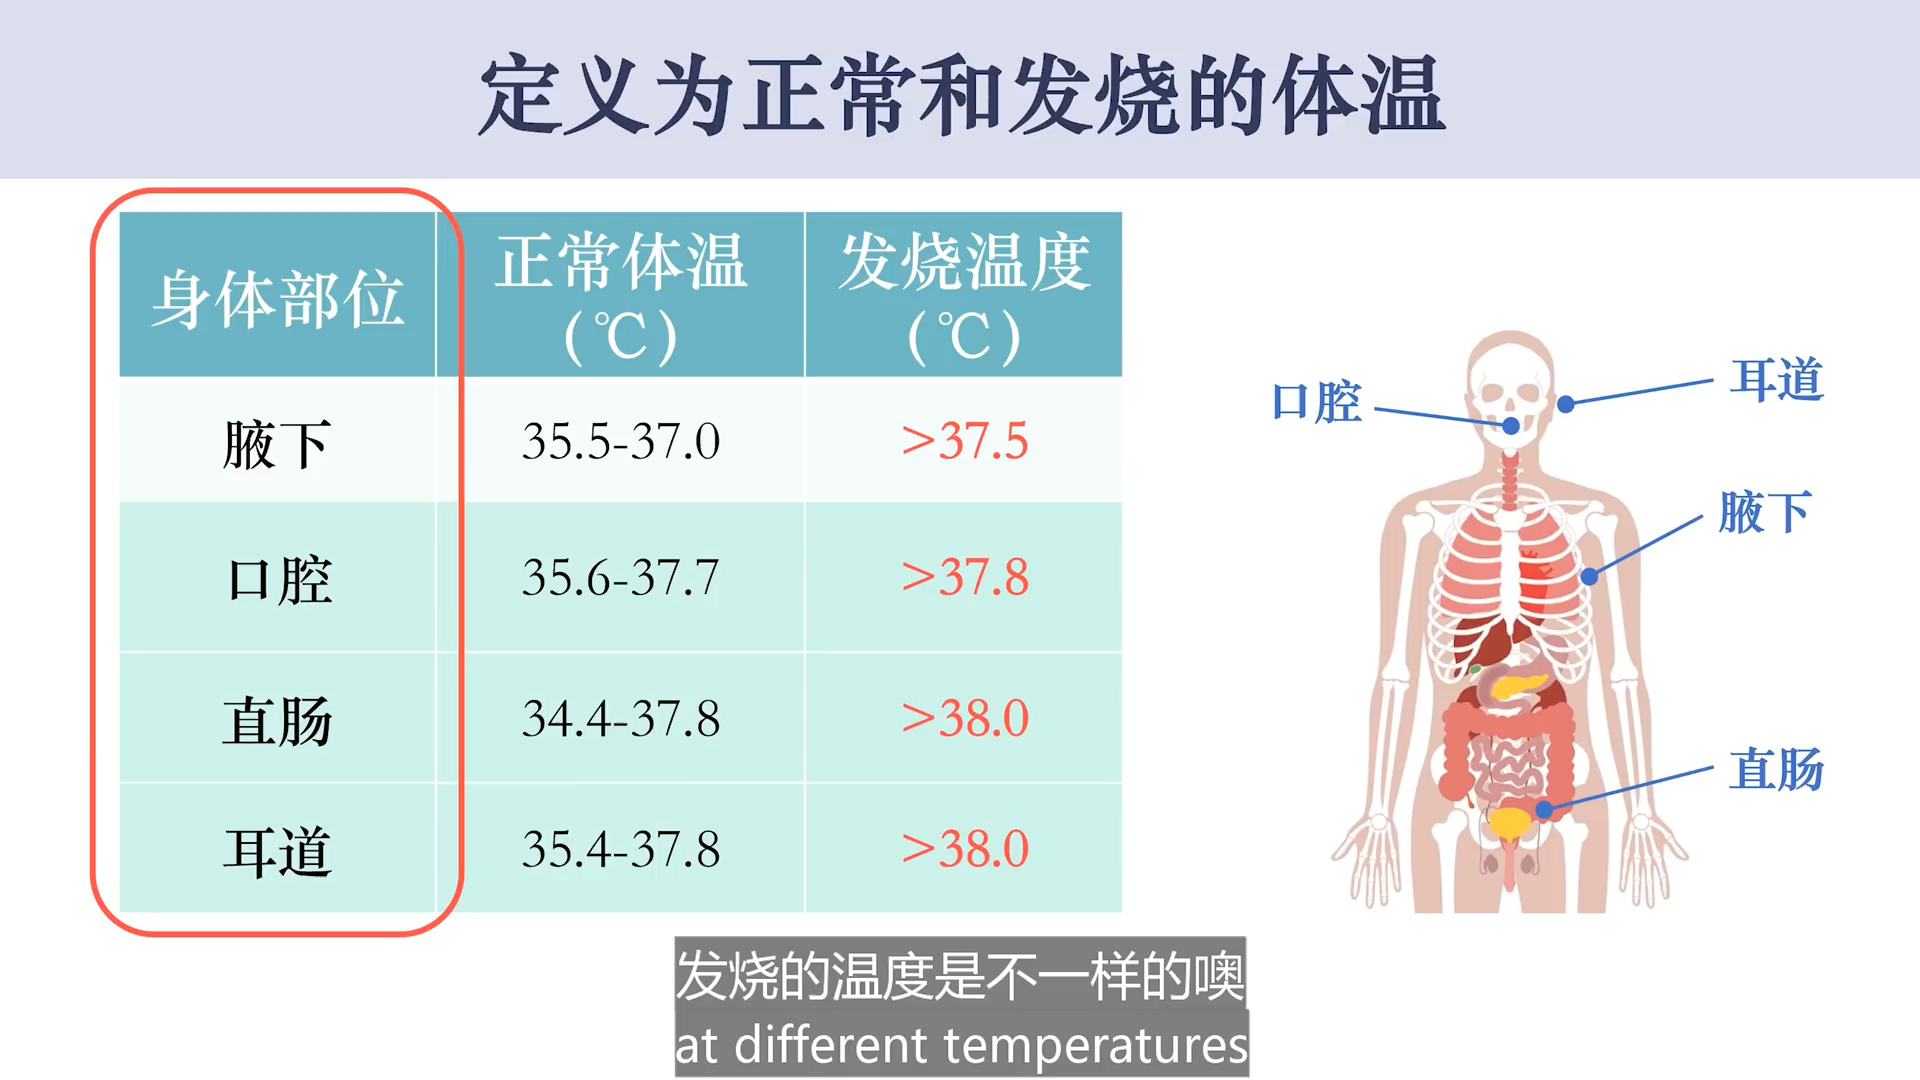 定义为正常和发烧的体温
身体部位
正常体温
(℃)
发烧温度
(℃)
腋下
35.5-37.0
>37.5
口腔
35.6-37.7
>37.8
直肠
34.4-37.8
>38.0
耳道
35.4-37.8
>38.0
口腔
耳道
腋下
直肠
发烧的温度是不一样的噢
at different temperatures